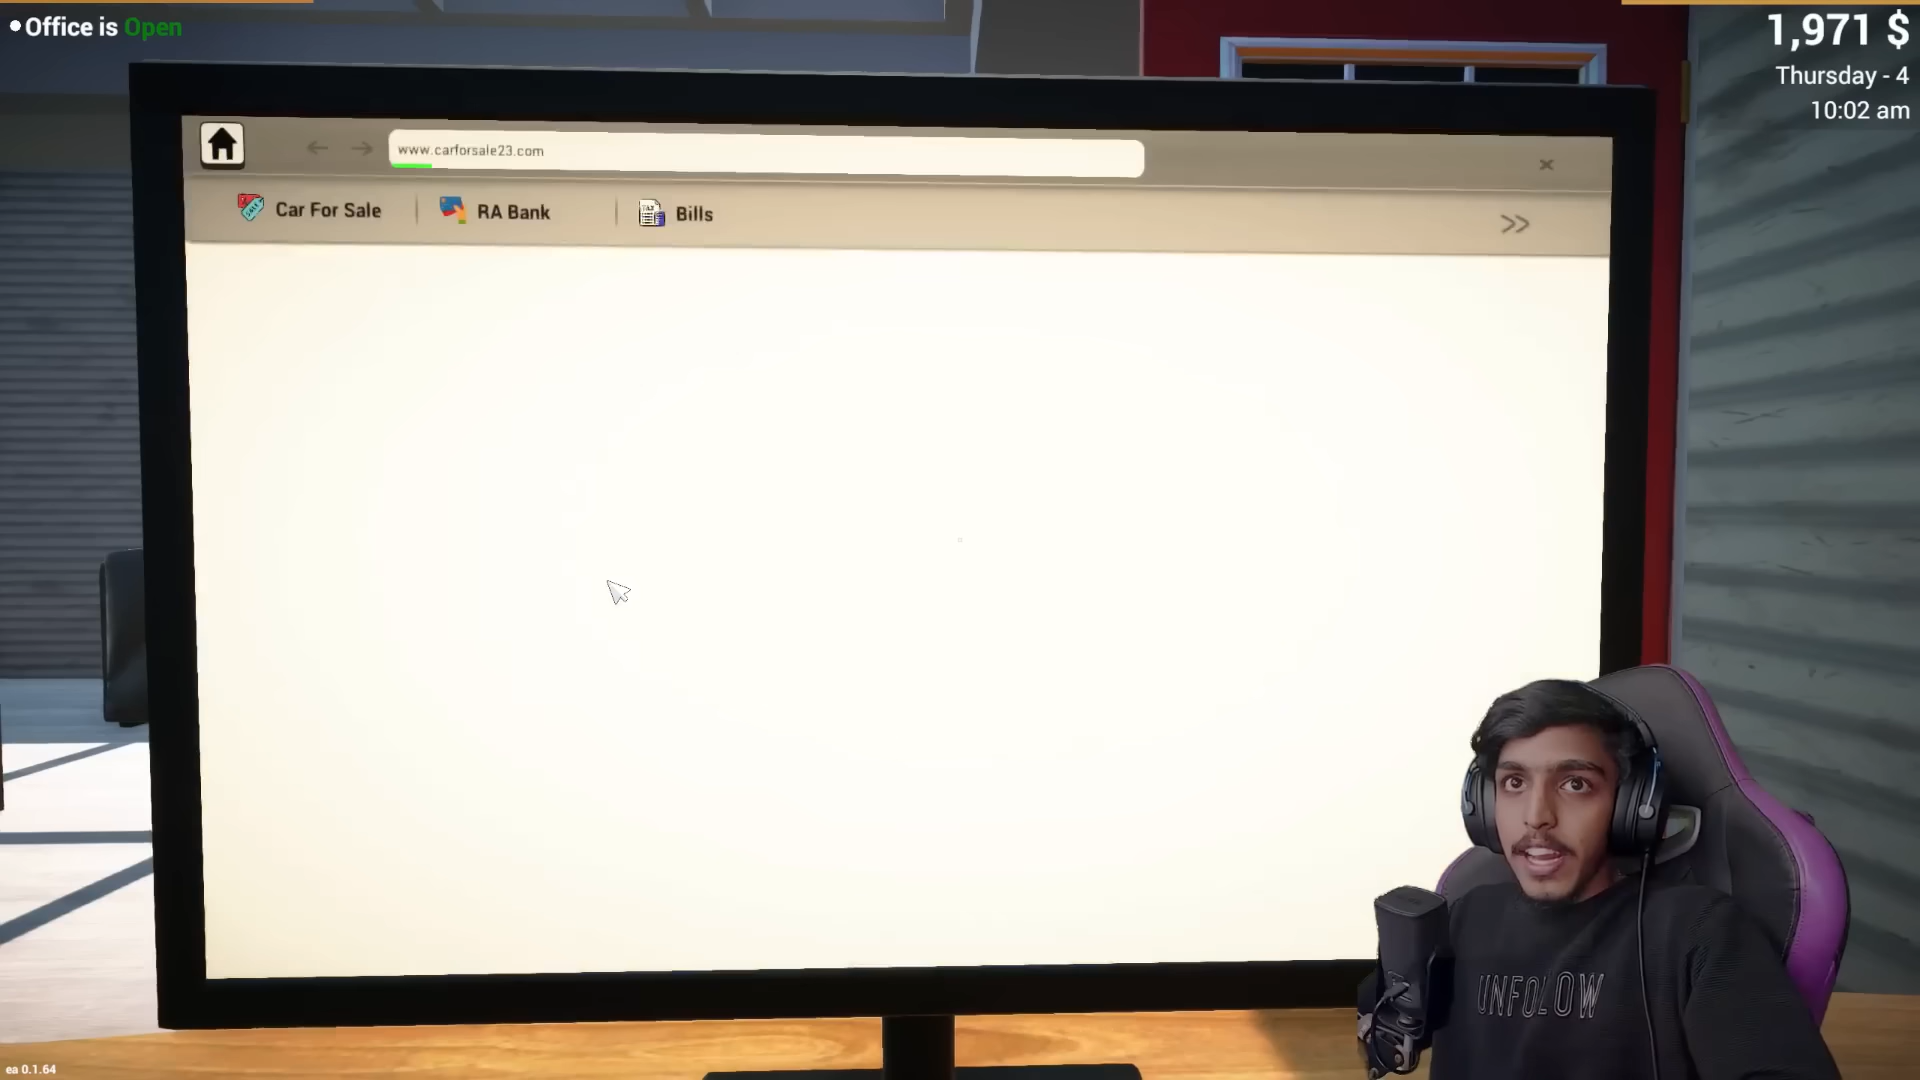 Office is Open
1,971 $
Thursday - 4
10:02 am
www.carforsale23.com
Car For Sale
RA Bank
Bills
UNFOLOW
ea 0.1.64